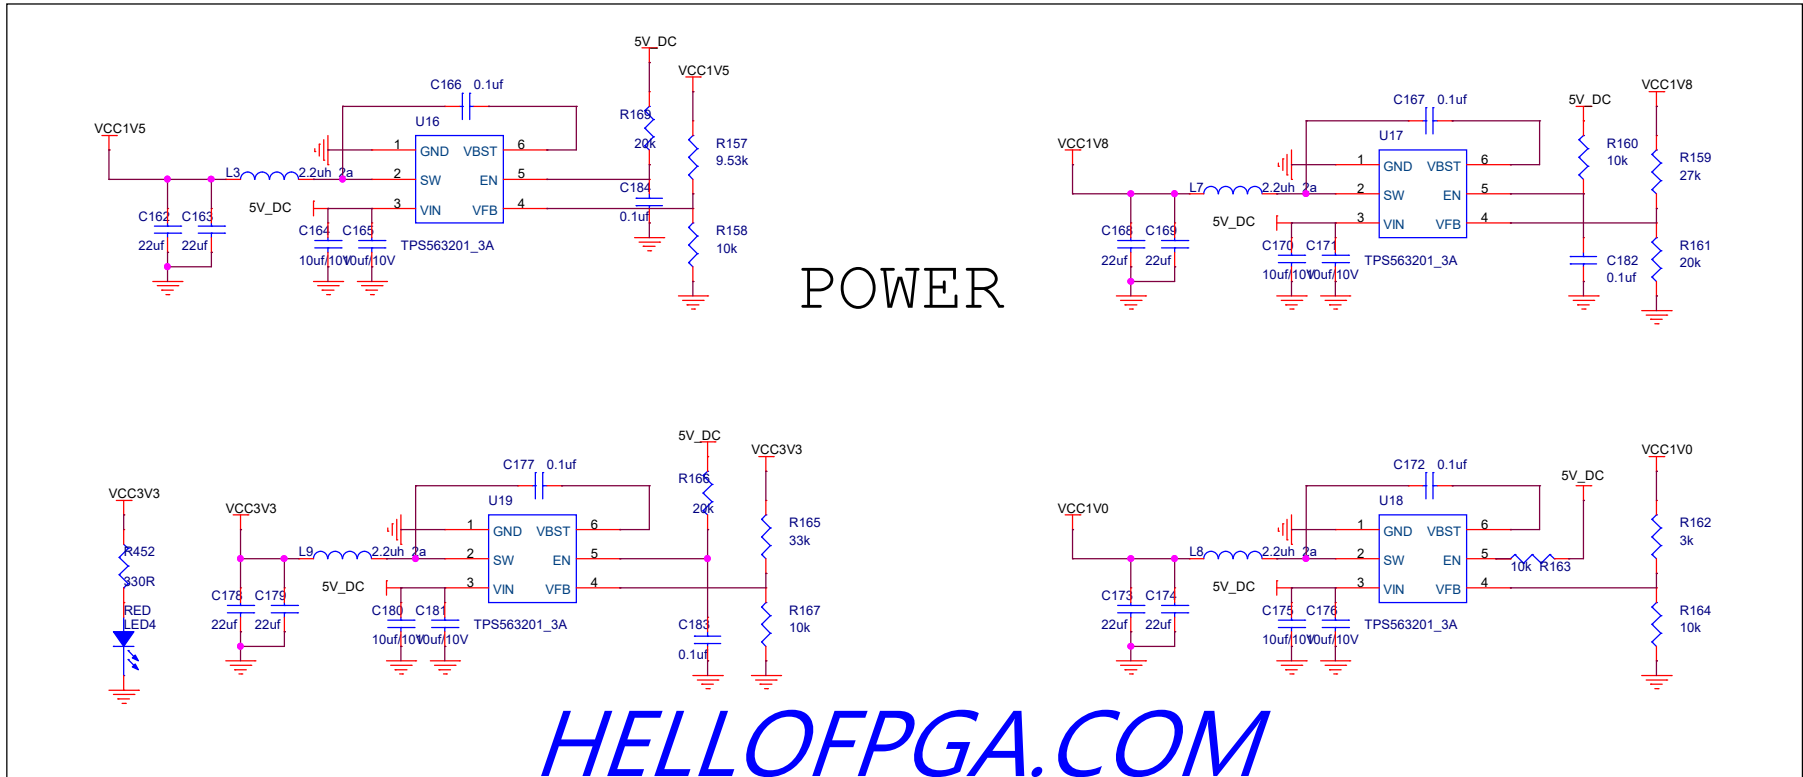 5V_DC
VCC1V5
C166 0.1uf
U16
R169
20k
R157
9.53k
VCC1V5
1 GND VBST 6
2 SW EN 5
3 VIN VFB 4
L3 2.2uh 2a
5V_DC
C184
0.1uf
C162 C163
22uf 22uf
C164 C165
10uf/10V 10uf/10V
TPS563201_3A
R158
10k
POWER
VCC1V8
5V_DC
C167 0.1uf
U17
R160
10k
R159
27k
VCC1V8
1 GND VBST 6
2 SW EN 5
3 VIN VFB 4
L7 2.2uh 2a
5V_DC
C168 C169
22uf 22uf
C170 C171
10uf/10V 10uf/10V
TPS563201_3A
C182
0.1uf
R161
20k
5V_DC
VCC3V3
C177 0.1uf
U19
R166
20k
R165
33k
VCC3V3
R452
330R
RED
LED4
VCC3V3
1 GND VBST 6
2 SW EN 5
3 VIN VFB 4
L9 2.2uh 2a
5V_DC
C178 C179
22uf 22uf
C180 C181
10uf/10V 10uf/10V
TPS563201_3A
C183
0.1uf
R167
10k
VCC1V0
C172 0.1uf
5V_DC
U18
R162
3k
VCC1V0
1 GND VBST 6
2 SW EN 5
3 VIN VFB 4
10k R163
L8 2.2uh 2a
5V_DC
C173 C174
22uf 22uf
C175 C176
10uf/10V 10uf/10V
TPS563201_3A
R164
10k
HELLOFPGA.COM